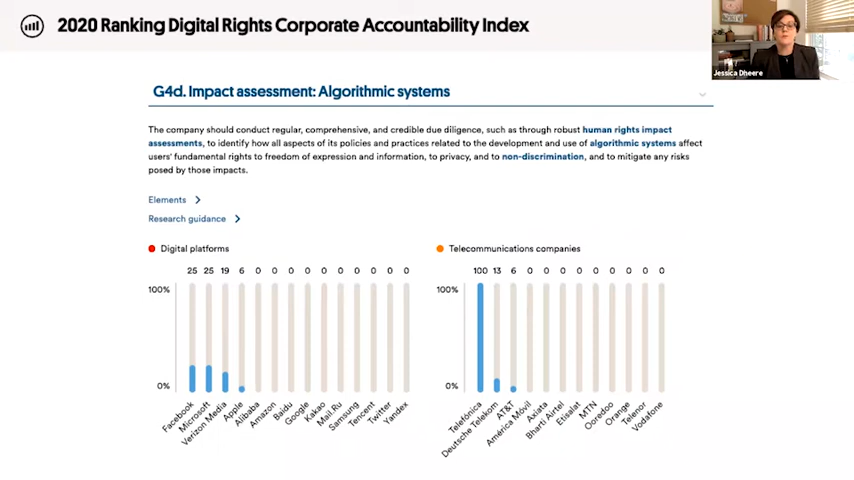 2020 Ranking Digital Rights Corporate Accountability Index
Jessica Dheere
G4d. Impact assessment: Algorithmic systems
The company should conduct regular, comprehensive, and credible due diligence, such as through robust human rights impact
assessments, to identify how all aspects of its policies and practices related to the development and use of algorithmic systems affect
users' fundamental rights to freedom of expression and information, to privacy, and to non-discrimination, and to mitigate any risks
posed by those impacts.
Elements
Research guidance
Digital platforms
25 25 19 6 0 0 0 0 0 0 0 0 0 0
100%
0%
Facebook
Microsoft
Verizon Media
Apple
Alibaba
Amazon
Baidu
Google
Kakao
Mail.Ru
Samsung
Tencent
Twitter
Yandex
Telecommunications companies
100 13 6 0 0 0 0 0 0 0 0 0
100%
0%
Telefónica
Deutsche Telekom
AT&T
América Móvil
Axiata
Bharti Airtel
Etisalat
MTN
Ooredoo
Orange
Telenor
Vodafone